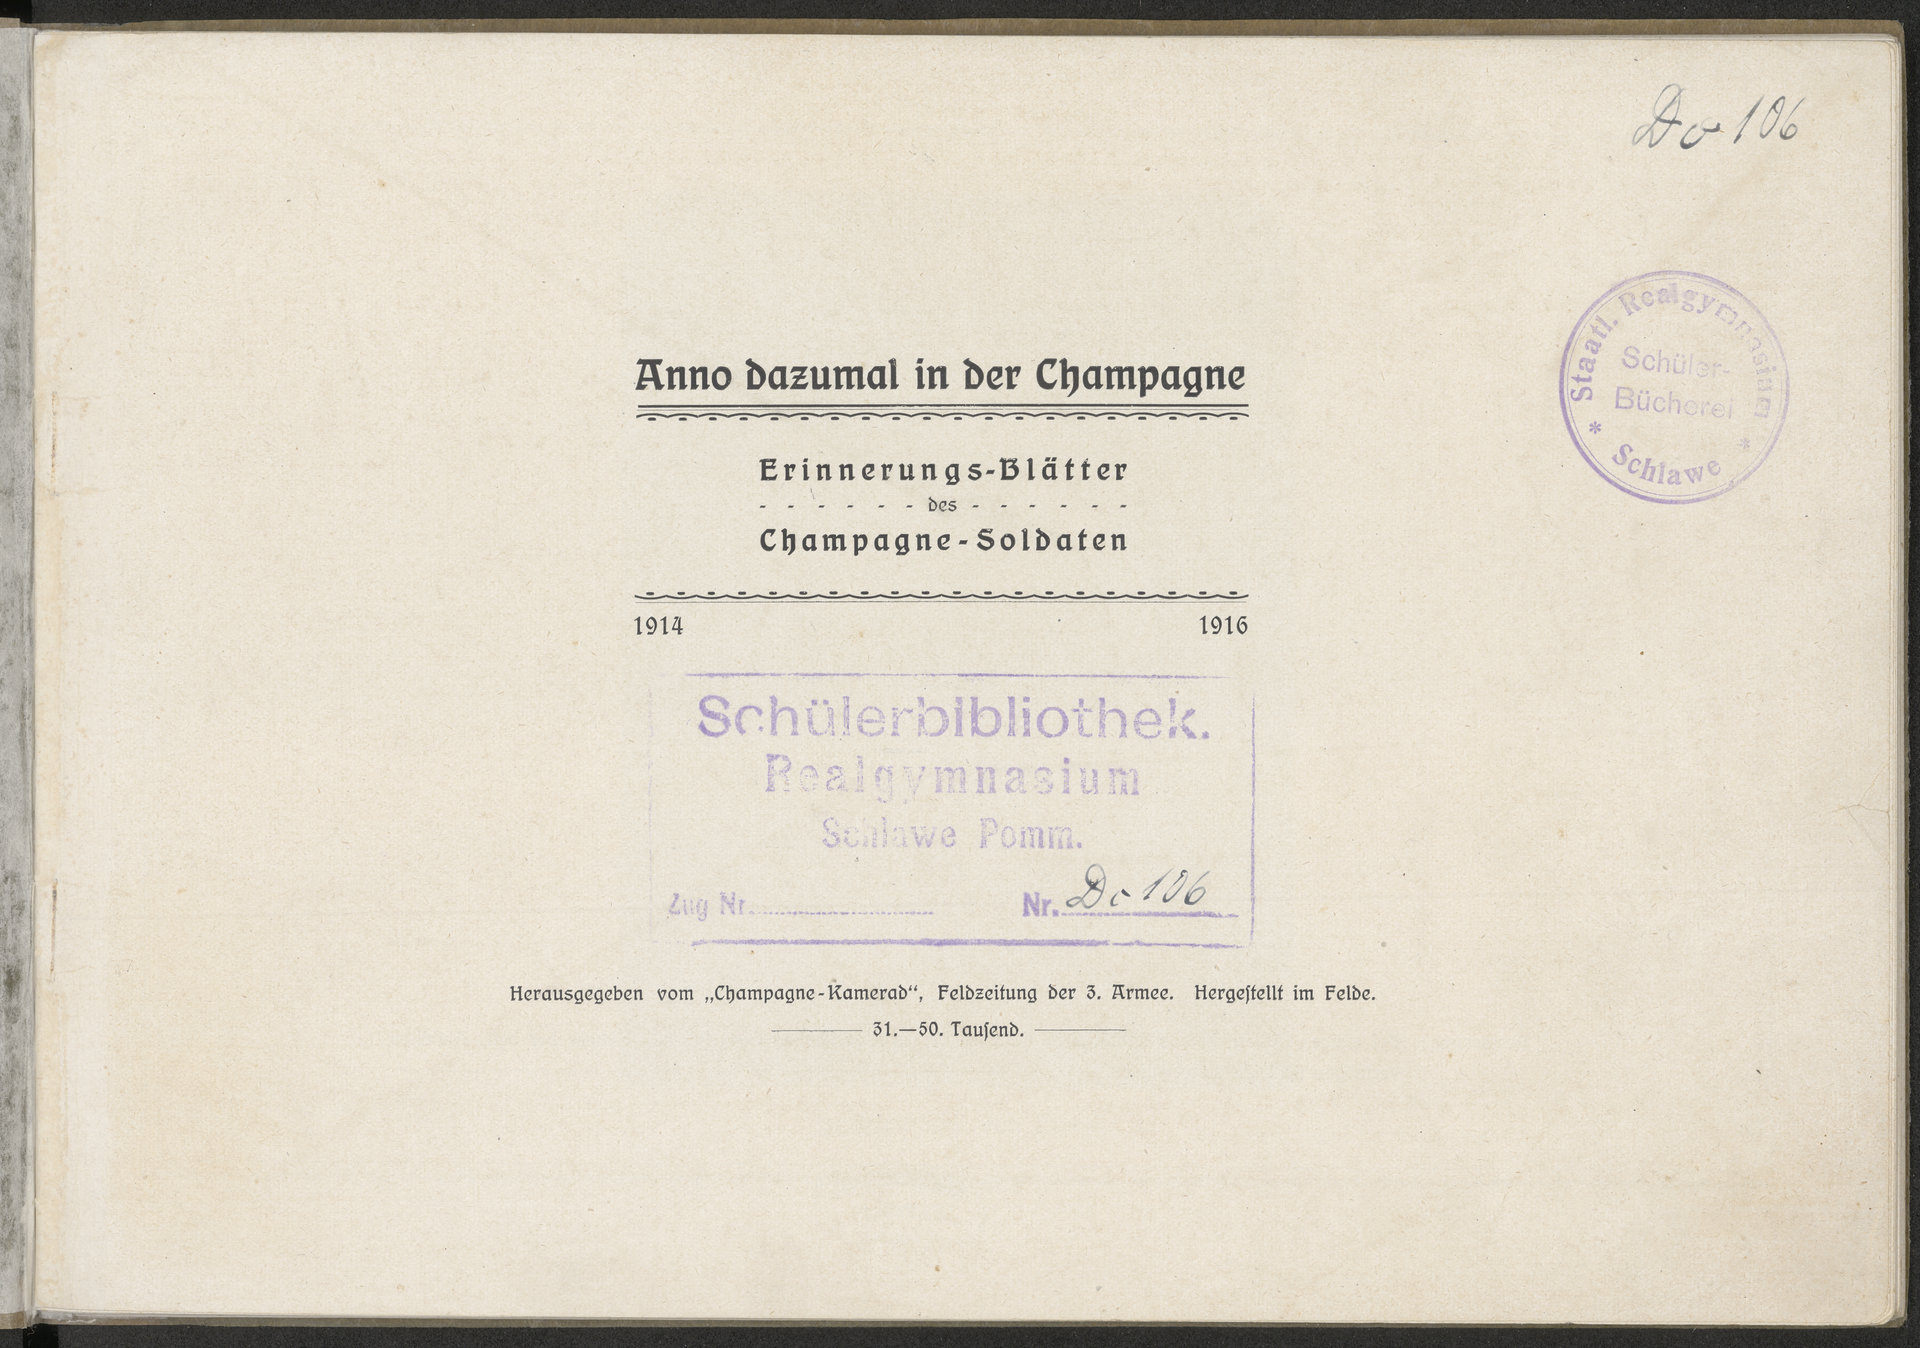 Do 106
Staatl. Realgymnasium
Schüler-
Bücherei
* Schlawe *
Anno dazumal in der Champagne
Erinnerungs-Blätter
- - - - - - des - - - - - -
Champagne-Soldaten
1914 1916
Schülerbibliothek.
Realgymnasium
Schlawe Pomm.
Zug Nr. Nr. Do 106
Herausgegeben vom „Champagne-Kamerad“, Feldzeitung der 3. Armee. Hergeſtellt im Felde.
31.—50. Tauſend.